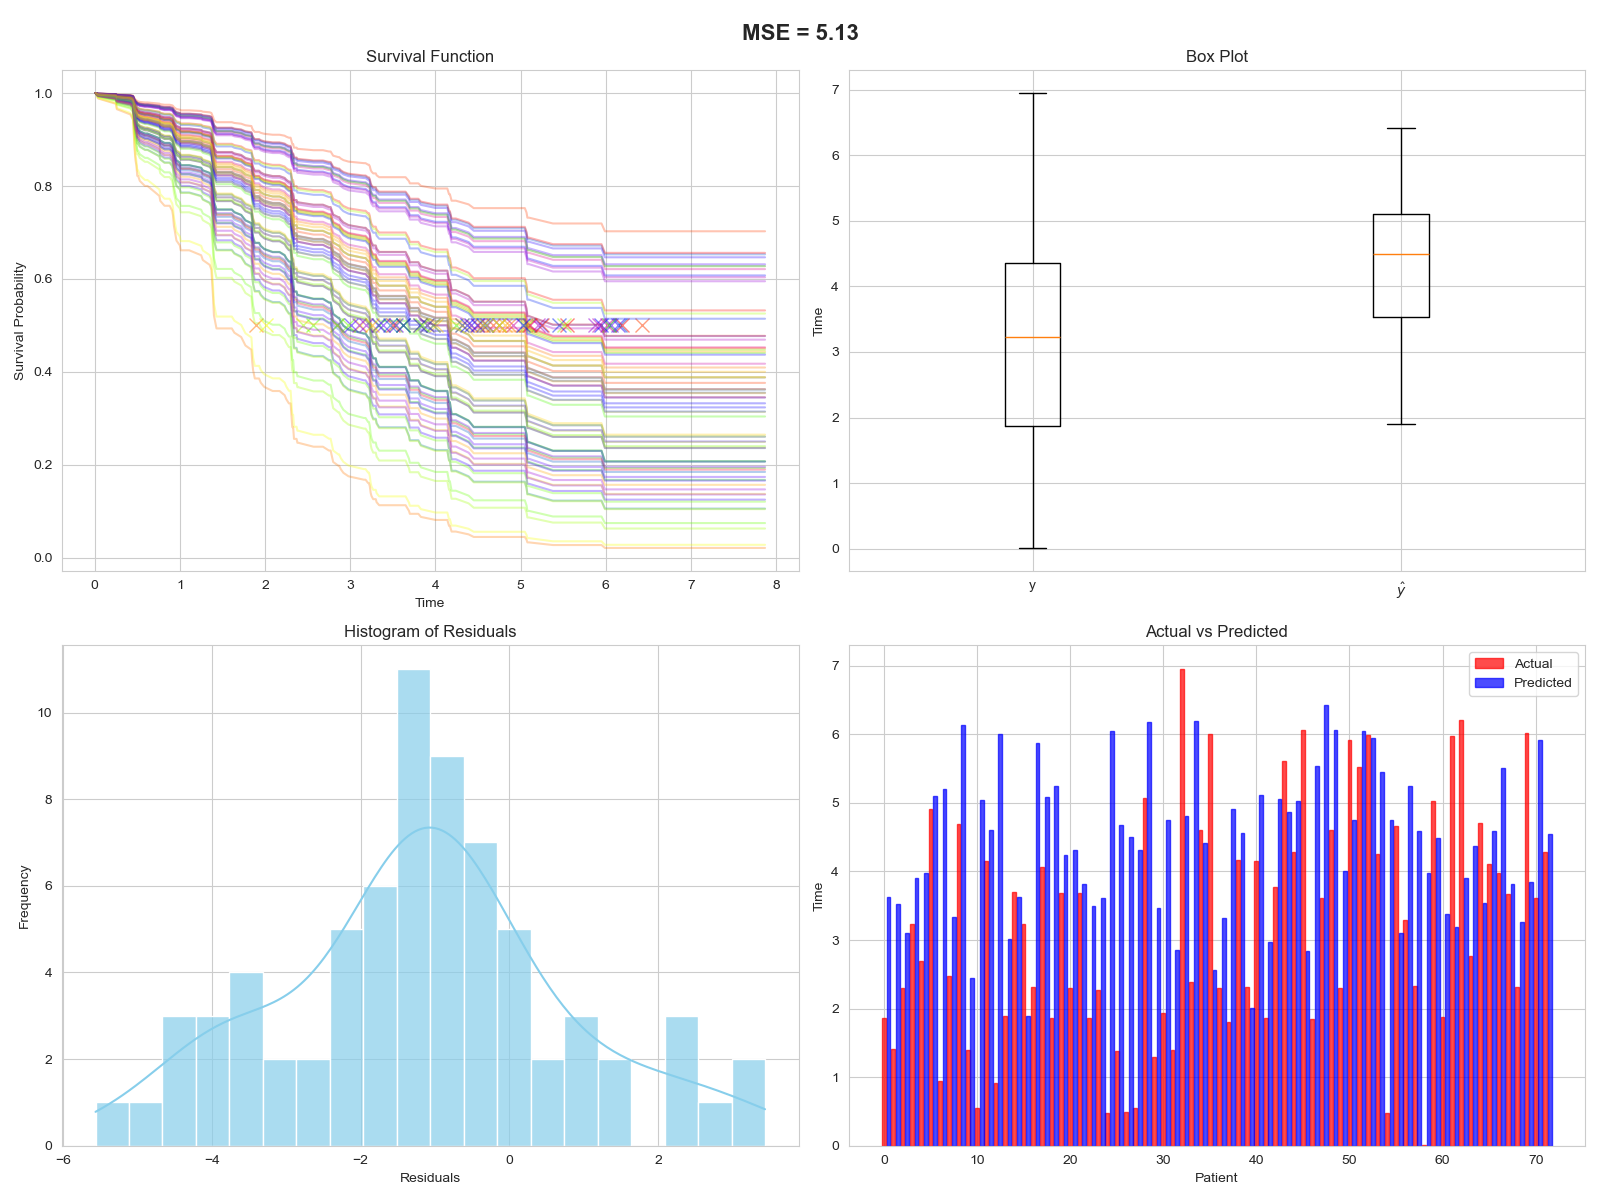 MSE = 5.13
Survival Function
1.0
0.8
0.6
0.4
0.2
0.0
Survival Probability
0 1 2 3 4 5 6 7 8
Time
Box Plot
7
6
5
4
3
2
1
0
Time
y ŷ
Histogram of Residuals
10
8
6
4
2
0
Frequency
−6 −4 −2 0 2
Residuals
Actual vs Predicted
7
6
5
4
3
2
1
0
Time
Actual
Predicted
0 10 20 30 40 50 60 70
Patient